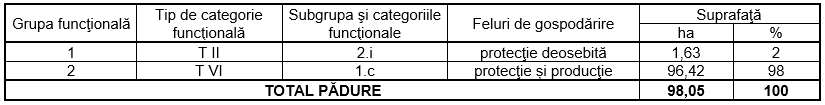 Grupa funcţională | Tip de categorie funcţională | Subgrupa şi categoriile funcţionale | Feluri de gospodărire | Suprafaţă
ha | %
1 | T II | 2.i | protecţie deosebită | 1,63 | 2
2 | T VI | 1.c | protecţie și producţie | 96,42 | 98
TOTAL PĂDURE | 98,05 | 100